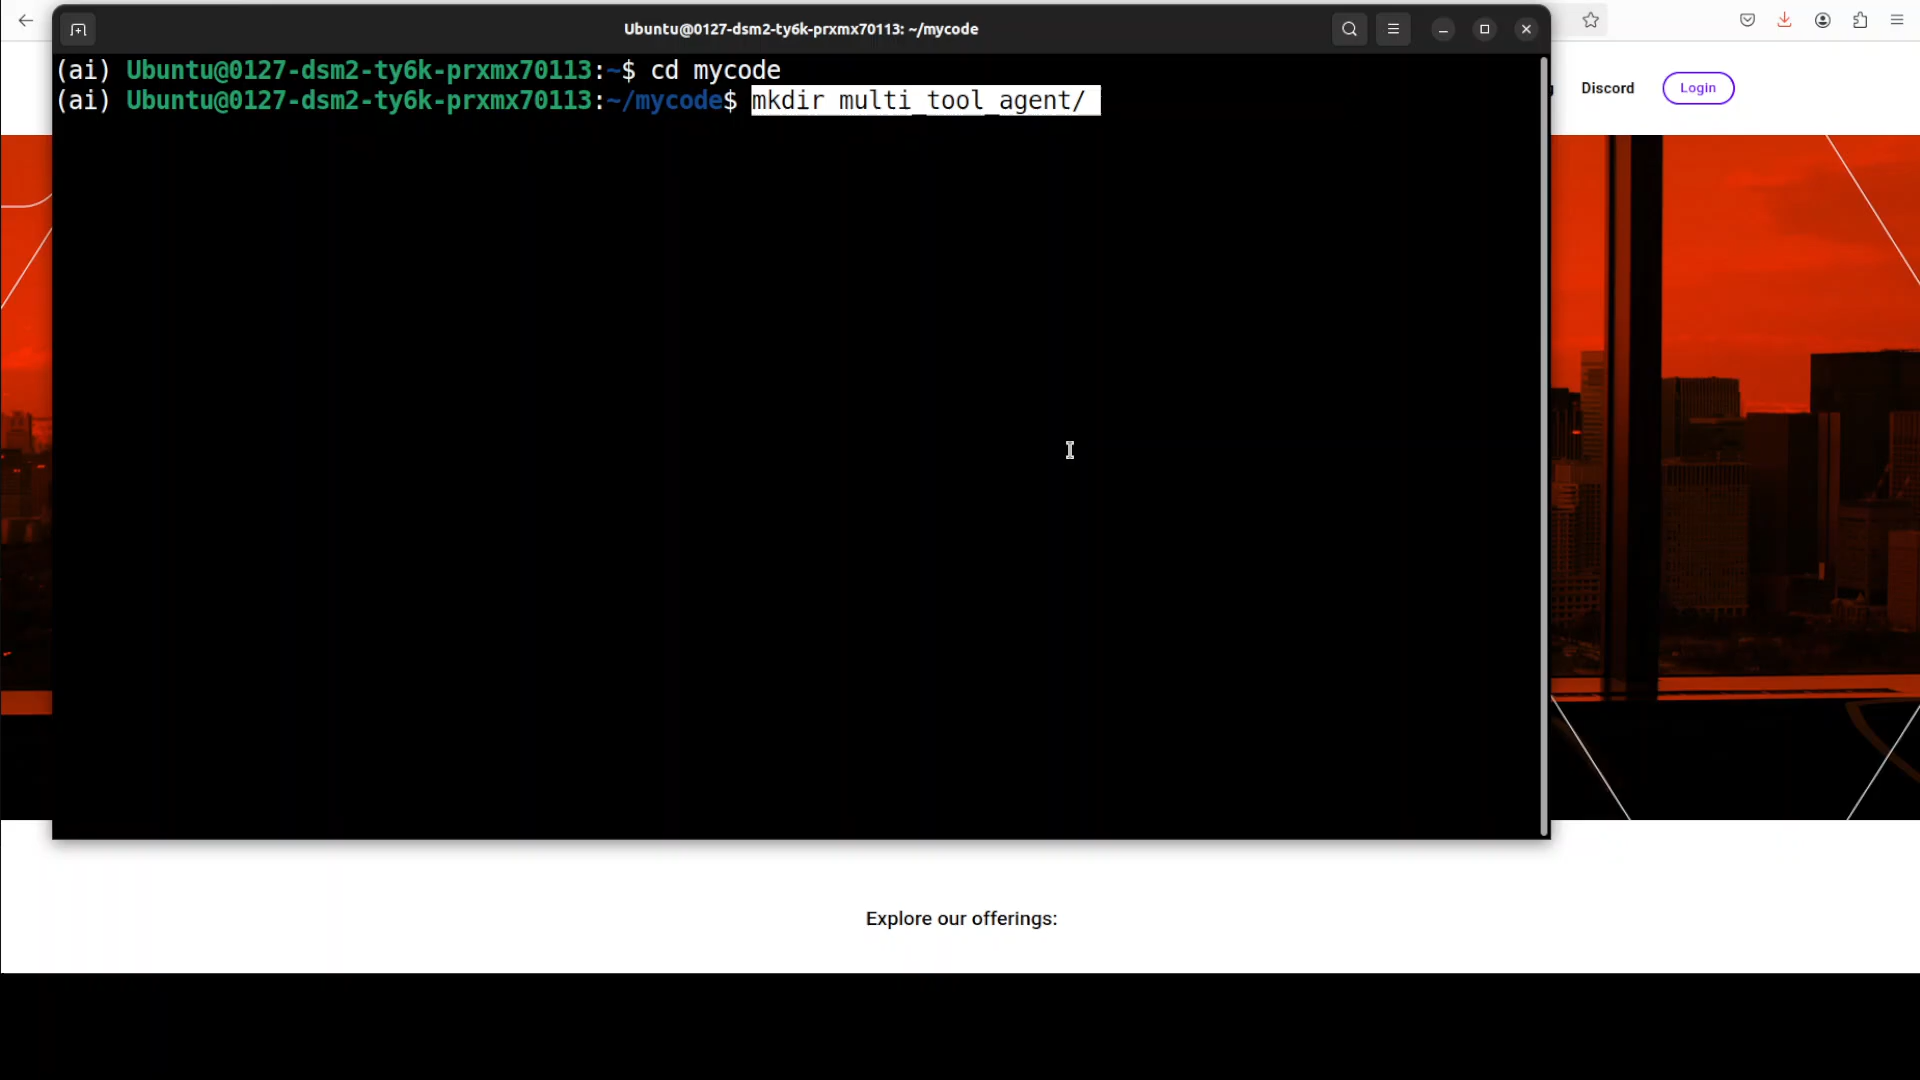 Ubuntu@0127-dsm2-ty6k-prxmx70113: ~/mycode
(ai) Ubuntu@0127-dsm2-ty6k-prxmx70113:~$ cd mycode
(ai) Ubuntu@0127-dsm2-ty6k-prxmx70113:~/mycode$ mkdir multi_tool_agent/
Discord
Login
Explore our offerings: